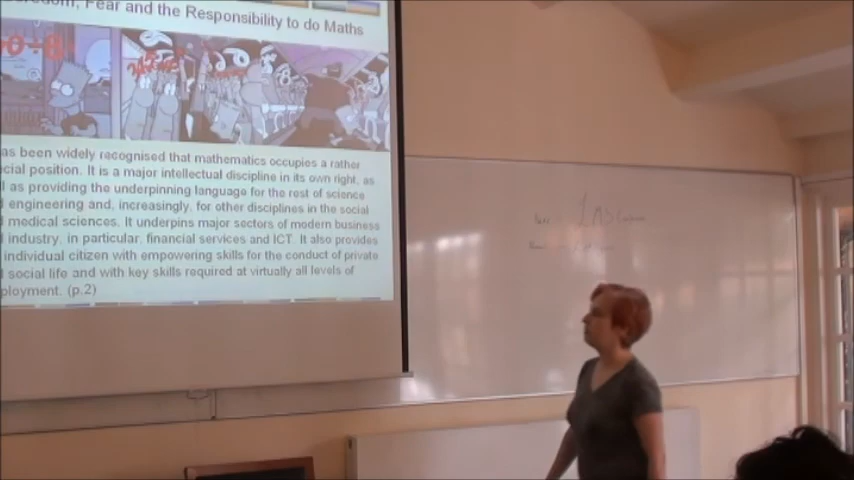 Fear and the Responsibility to do Maths
as been widely recognised that mathematics occupies a rather
cial position. It is a major intellectual discipline in its own right, as
l as providing the underpinning language for the rest of science
d engineering and, increasingly, for other disciplines in the social
d medical sciences. It underpins major sectors of modern business
d industry, in particular, financial services and ICT. It also provides
individual citizen with empowering skills for the conduct of private
d social life and with key skills required at virtually all levels of
ployment. (p.2)